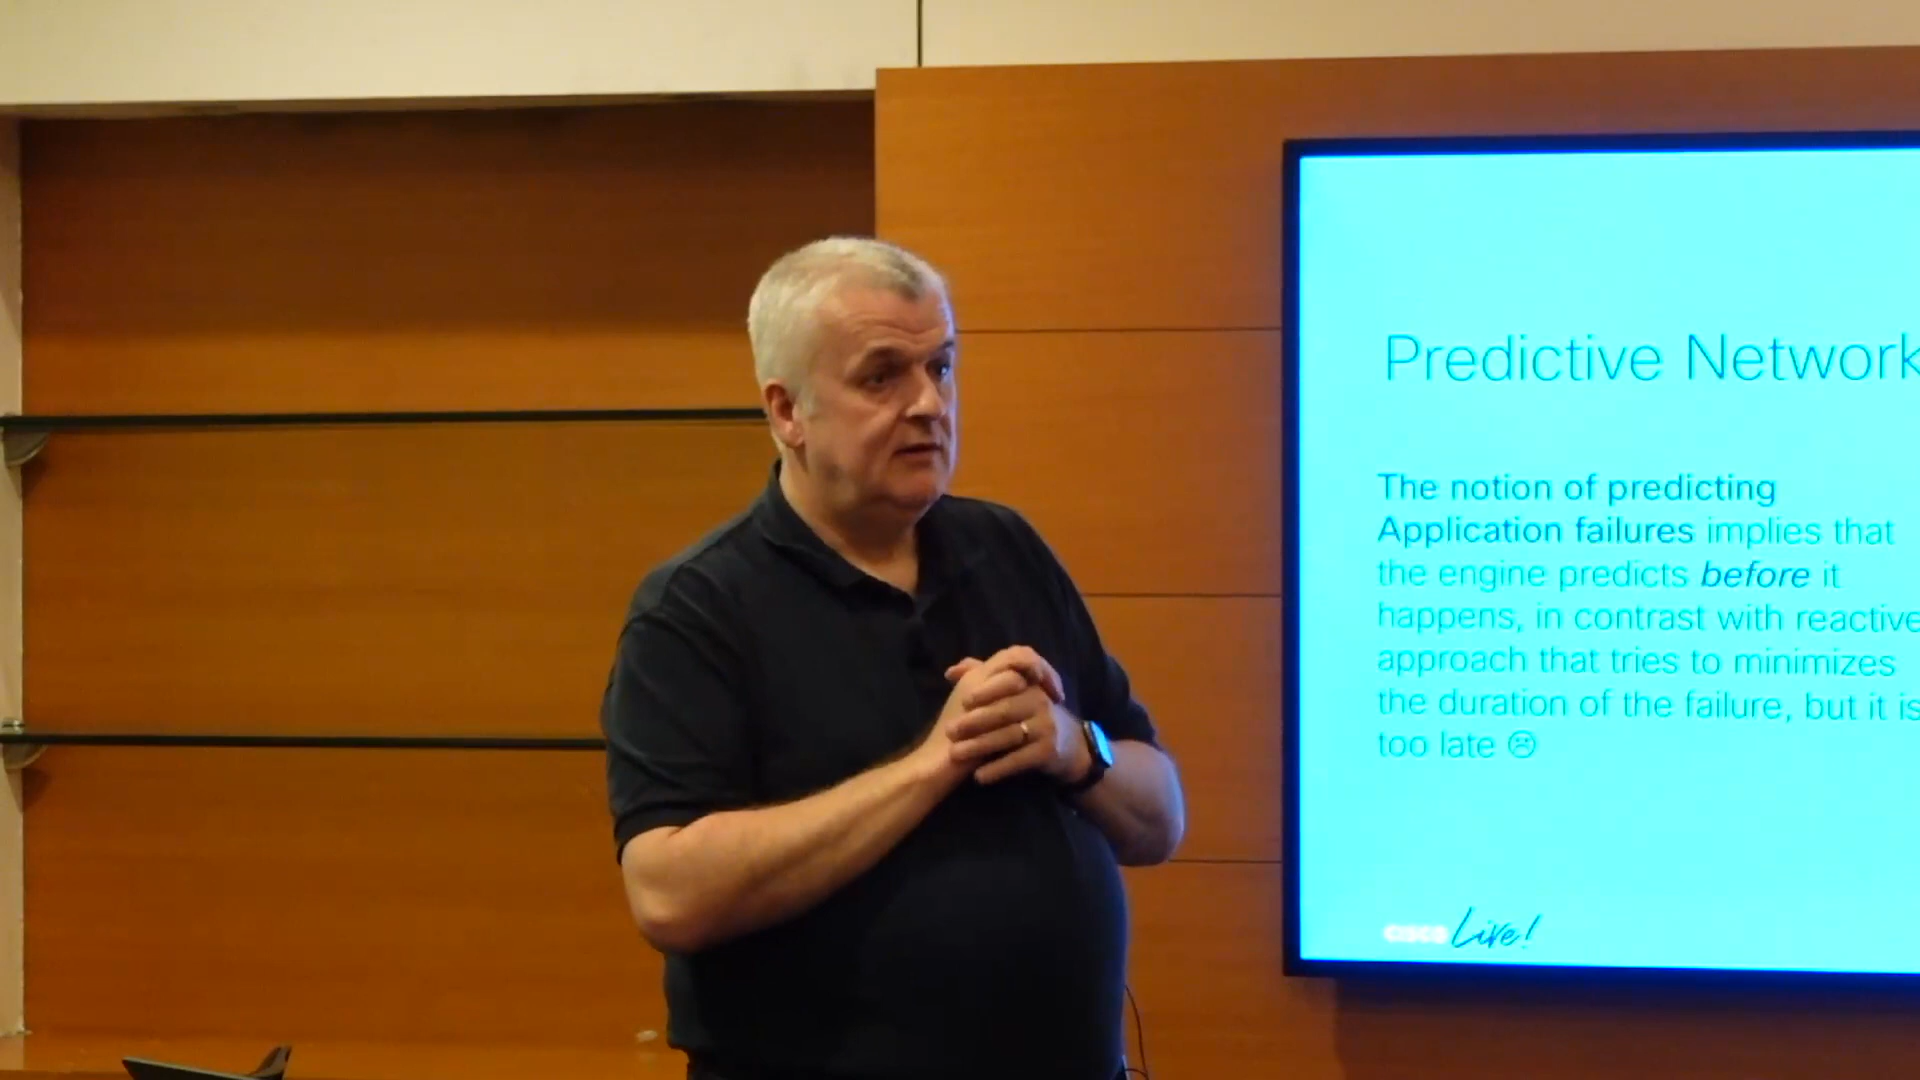 Predictive Network
The notion of predicting
Application failures implies that
the engine predicts before it
happens, in contrast with reactive
approach that tries to minimizes
the duration of the failure, but it is
too late ☹
cisco Live!